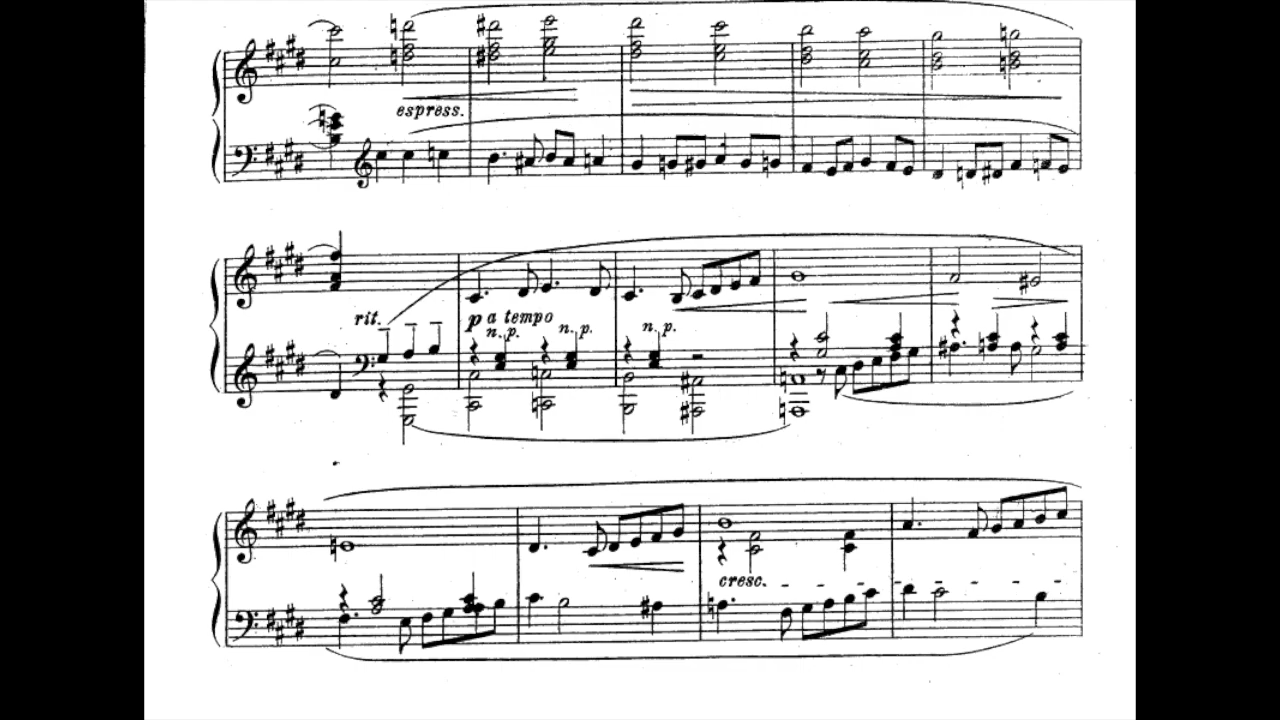 espress.
rit.
p a tempo
n. p. n. p. n. p.
cresc.